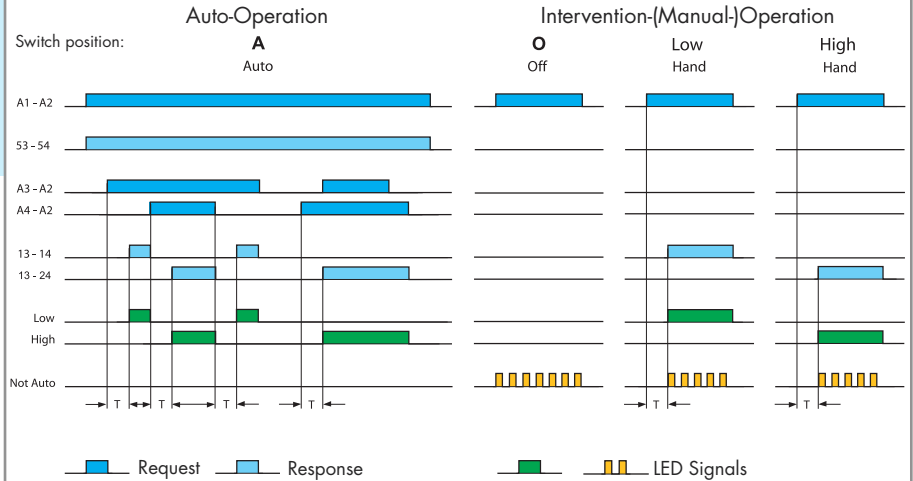 Auto-Operation Intervention-(Manual-)Operation
Switch position: A O Low High
Auto Off Hand Hand
A1 - A2
53 - 54
A3 - A2
A4 - A2
13 - 14
13 - 24
Low
High
Not Auto
T T T T T T
Request Response LED Signals